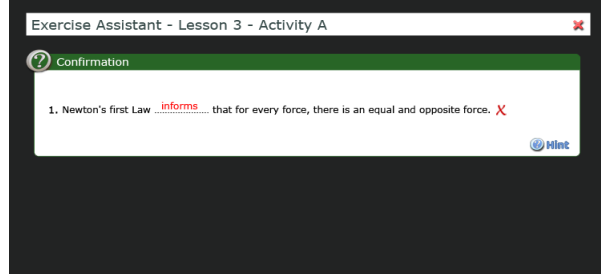 Exercise Assistant - Lesson 3 - Activity A
Confirmation
1. Newton's first Law informs that for every force, there is an equal and opposite force. X
Hint